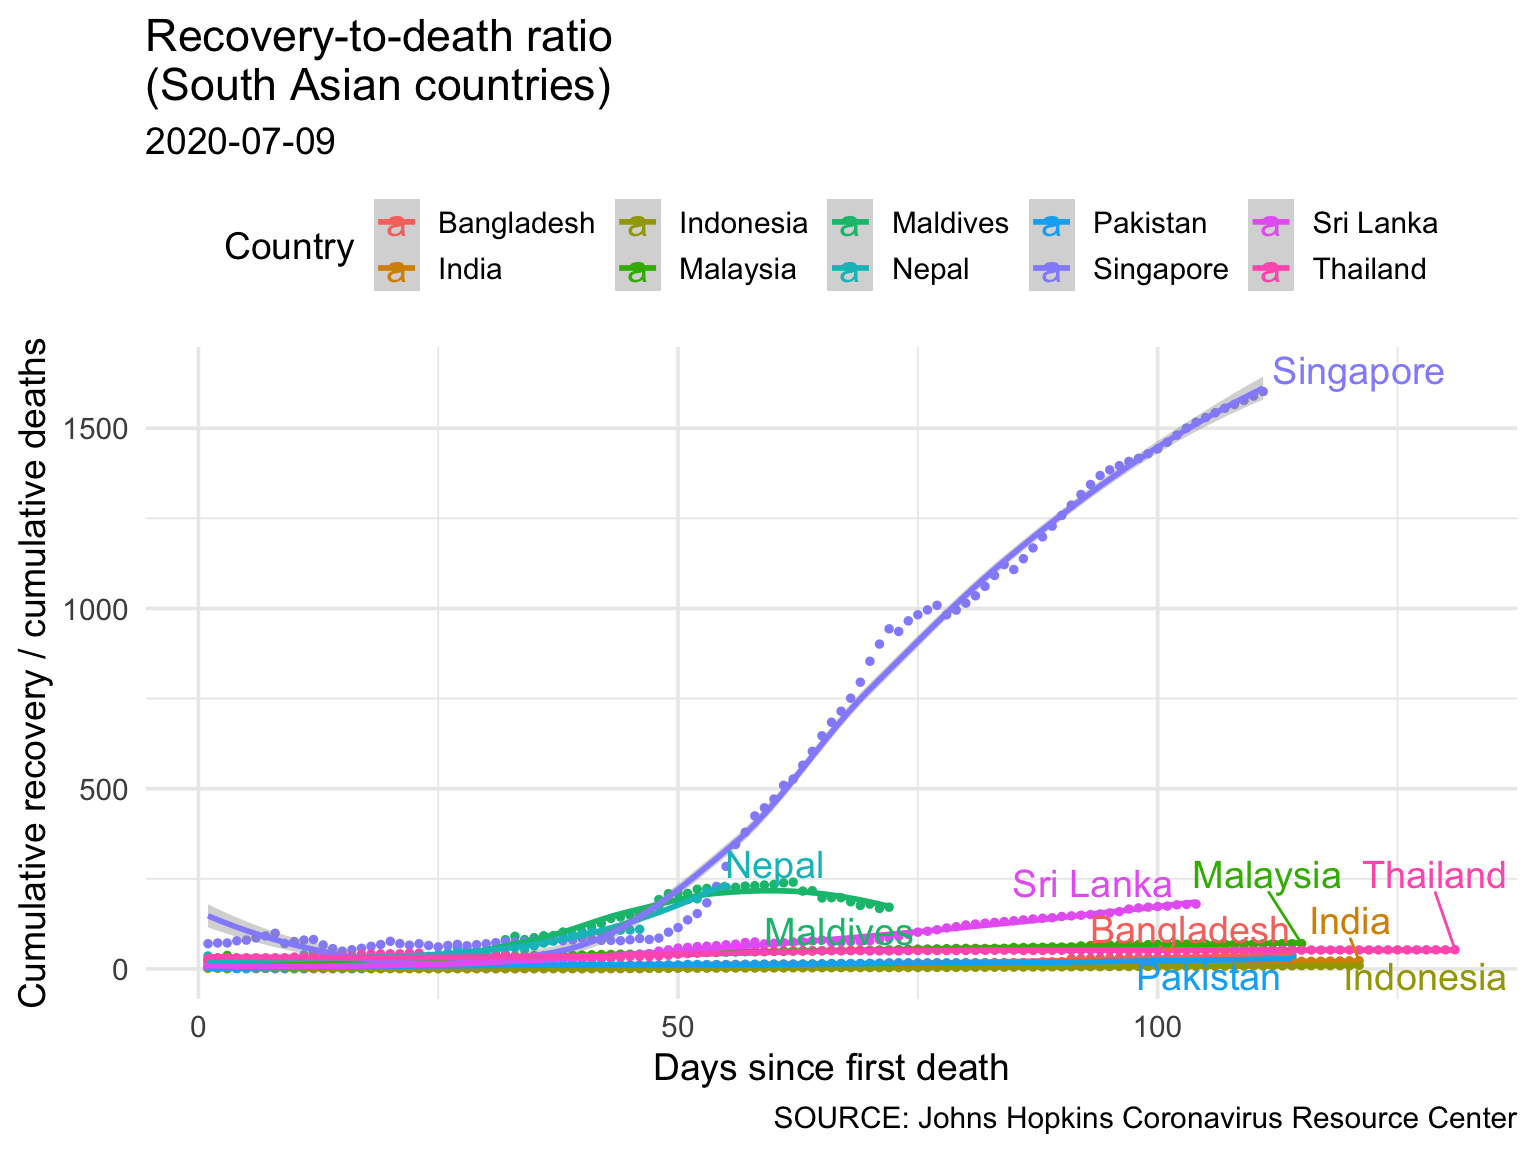 Recovery-to-death ratio
(South Asian countries)
2020-07-09
Country
a Bangladesh a Indonesia a Maldives a Pakistan a Sri Lanka
a India a Malaysia a Nepal a Singapore a Thailand
Cumulative recovery / cumulative deaths
1500
1000
500
0
Singapore
Nepal
Sri Lanka
Malaysia
Thailand
Maldives
Bangladesh
India
Pakistan
Indonesia
0 50 100
Days since first death
SOURCE: Johns Hopkins Coronavirus Resource Center